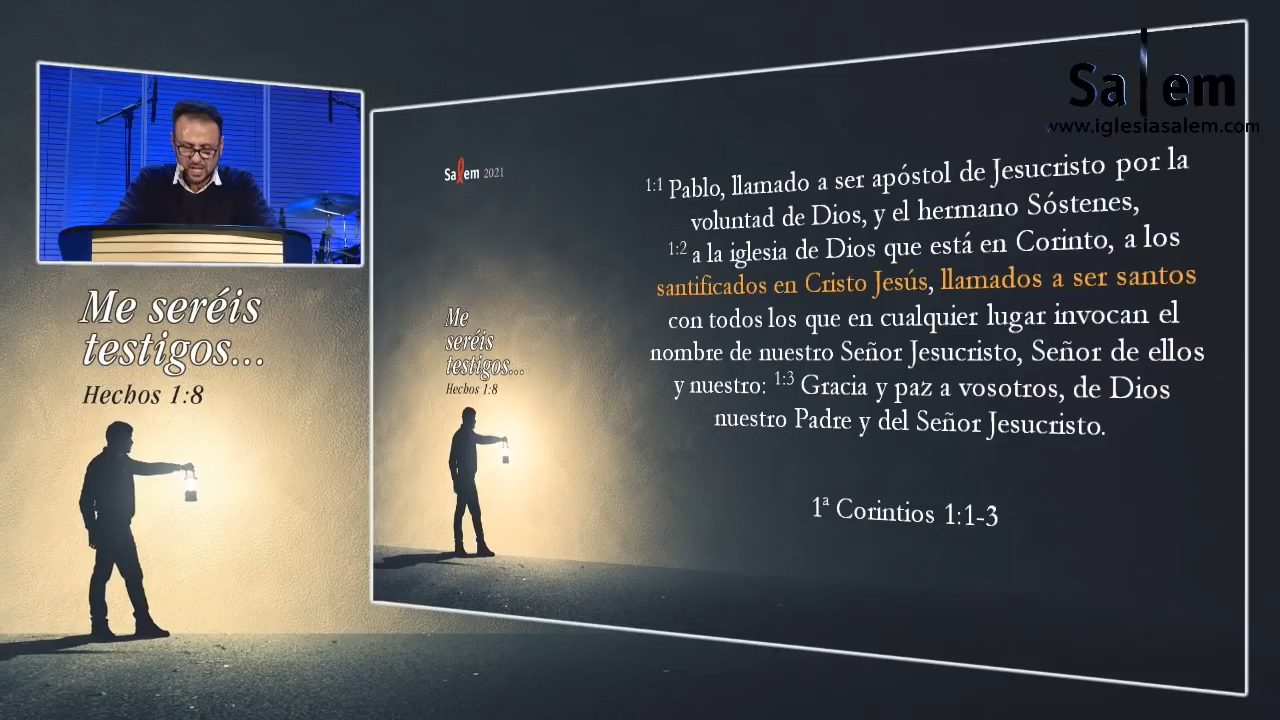 Salem
www.iglesiasalem.com
Me seréis
testigos...
Hechos 1:8
Salem 2021
Me
seréis
testigos...
Hechos 1:8
1:1 Pablo, llamado a ser apóstol de Jesucristo por la
voluntad de Dios, y el hermano Sóstenes,
1:2 a la iglesia de Dios que está en Corinto, a los
santificados en Cristo Jesús, llamados a ser santos
con todos los que en cualquier lugar invocan el
nombre de nuestro Señor Jesucristo, Señor de ellos
y nuestro: 1:3 Gracia y paz a vosotros, de Dios
nuestro Padre y del Señor Jesucristo.
1ª Corintios 1:1-3